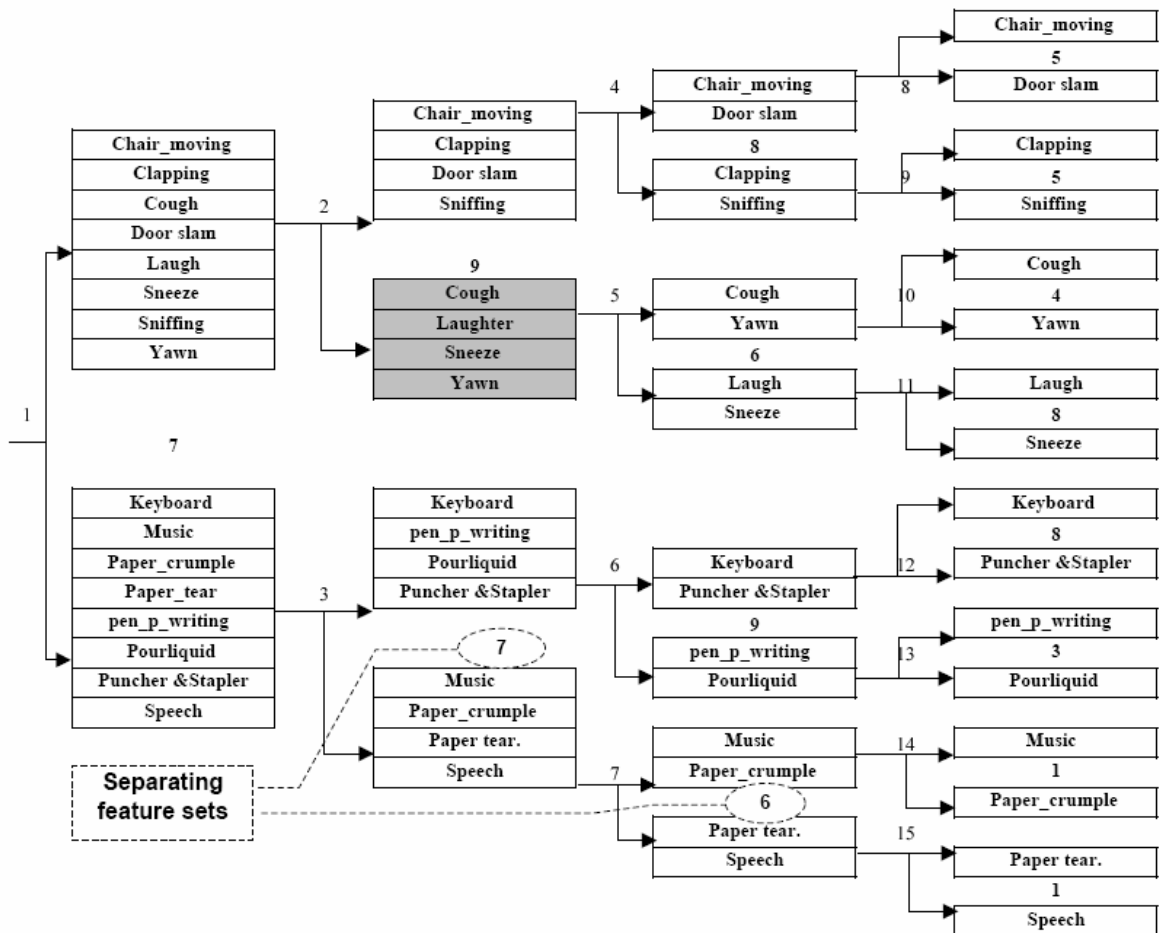 Chair_moving
5
Door slam
8
Clapping
5
Sniffing
9
Cough
4
Yawn
10
Laugh
8
Sneeze
11
Keyboard
8
Puncher &Stapler
12
pen_p_writing
3
Pourliquid
13
Music
1
Paper_crumple
14
Paper tear.
1
Speech
15
Chair_moving
Door slam
8
Clapping
Sniffing
4
Cough
Yawn
6
Laugh
Sneeze
5
Keyboard
Puncher &Stapler
9
pen_p_writing
Pourliquid
6
Music
Paper_crumple
6
Paper tear.
Speech
7
Chair_moving
Clapping
Door slam
Sniffing
9
Cough
Laughter
Sneeze
Yawn
2
Keyboard
pen_p_writing
Pourliquid
Puncher &Stapler
7
Music
Paper_crumple
Paper tear.
Speech
3
Chair_moving
Clapping
Cough
Door slam
Laugh
Sneeze
Sniffing
Yawn
1
7
Keyboard
Music
Paper_crumple
Paper_tear
pen_p_writing
Pourliquid
Puncher &Stapler
Speech
Separating
feature sets